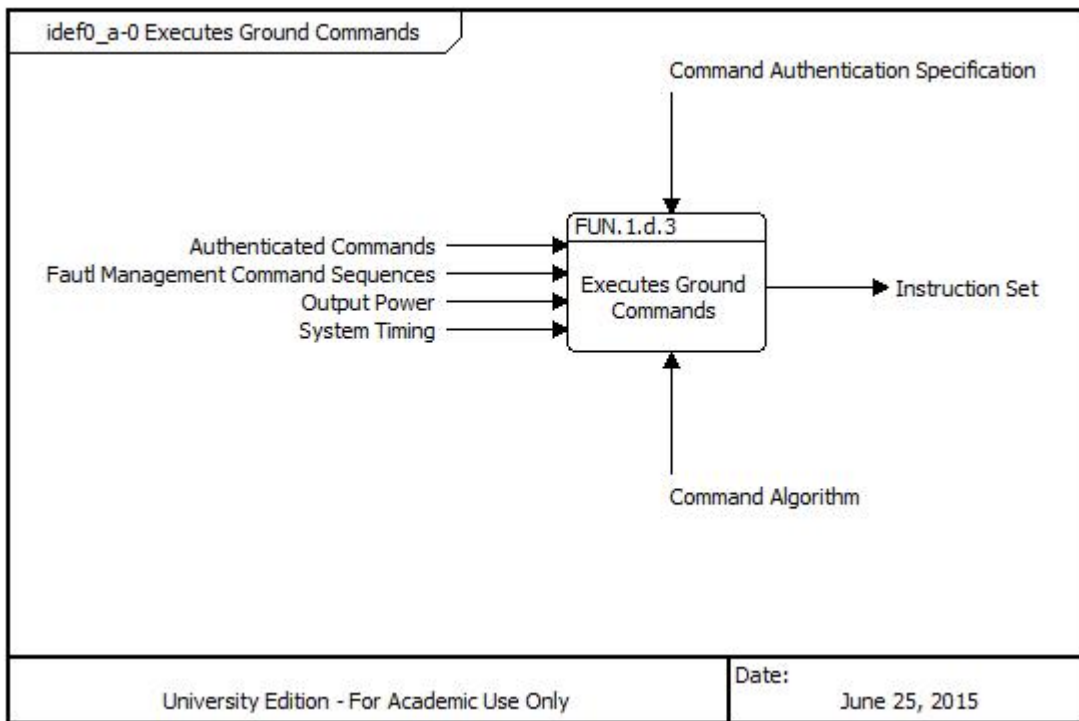 idef0_a-0 Executes Ground Commands
Command Authentication Specification
FUN.1.d.3
Authenticated Commands
Fautl Management Command Sequences
Output Power
System Timing
Executes Ground
Commands
Instruction Set
Command Algorithm
University Edition - For Academic Use Only
Date:
June 25, 2015